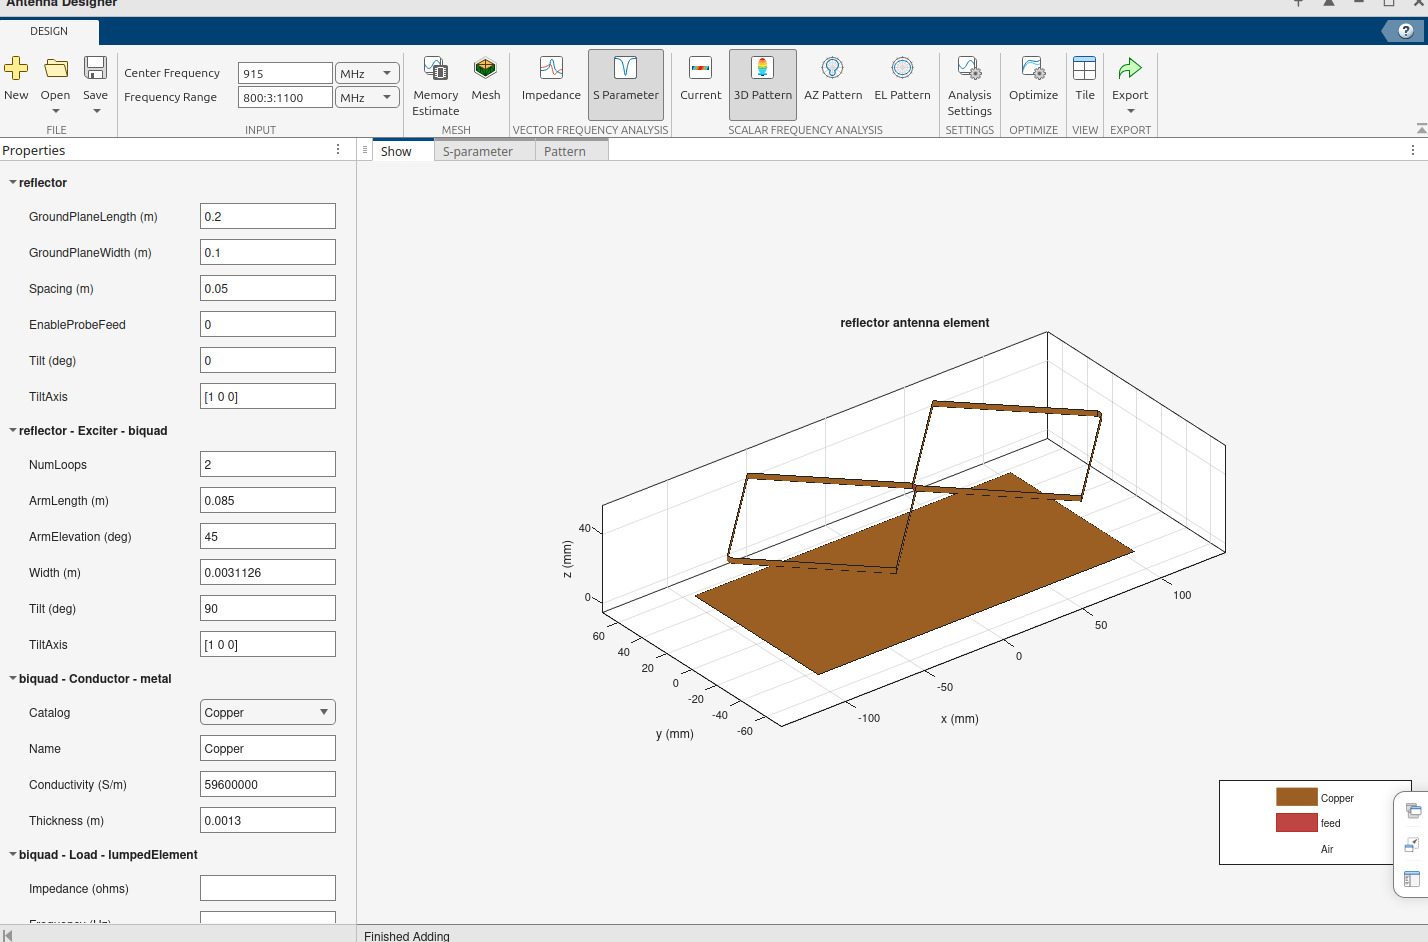 Antenna Designer
DESIGN
?
New
Open
Save
FILE
Center Frequency 915 MHz
Frequency Range 800:3:1100 MHz
INPUT
Memory Estimate
Mesh
MESH
Impedance
S Parameter
VECTOR FREQUENCY ANALYSIS
Current
3D Pattern
AZ Pattern
EL Pattern
SCALAR FREQUENCY ANALYSIS
Analysis Settings
SETTINGS
Optimize
OPTIMIZE
Tile
VIEW
Export
EXPORT
Properties
reflector
GroundPlaneLength (m) 0.2
GroundPlaneWidth (m) 0.1
Spacing (m) 0.05
EnableProbeFeed 0
Tilt (deg) 0
TiltAxis [1 0 0]
reflector - Exciter - biquad
NumLoops 2
ArmLength (m) 0.085
ArmElevation (deg) 45
Width (m) 0.0031126
Tilt (deg) 90
TiltAxis [1 0 0]
biquad - Conductor - metal
Catalog Copper
Name Copper
Conductivity (S/m) 59600000
Thickness (m) 0.0013
biquad - Load - lumpedElement
Impedance (ohms)
Frequency (Hz)
Show
S-parameter
Pattern
reflector antenna element
z (mm)
40
0
60
40
20
0
-20
-40
-60
y (mm)
-100
-50
0
50
100
x (mm)
Copper
feed
Air
Finished Adding